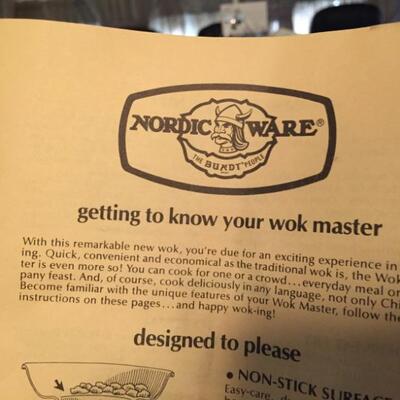 NORDIC WARE®
THE BUNDT® PEOPLE
getting to know your wok master
With this remarkable new wok, you're due for an exciting experience in
ing. Quick, convenient and economical as the traditional wok is, the Wok
ter is even more so! You can cook for one or a crowd... everyday meal or
pany feast. And, of course, cook deliciously in any language, not only Chi
Become familiar with the unique features of your Wok Master, follow the
instructions on these pages... and happy wok-ing!
designed to please
• NON-STICK SURFACE
Easy-care,